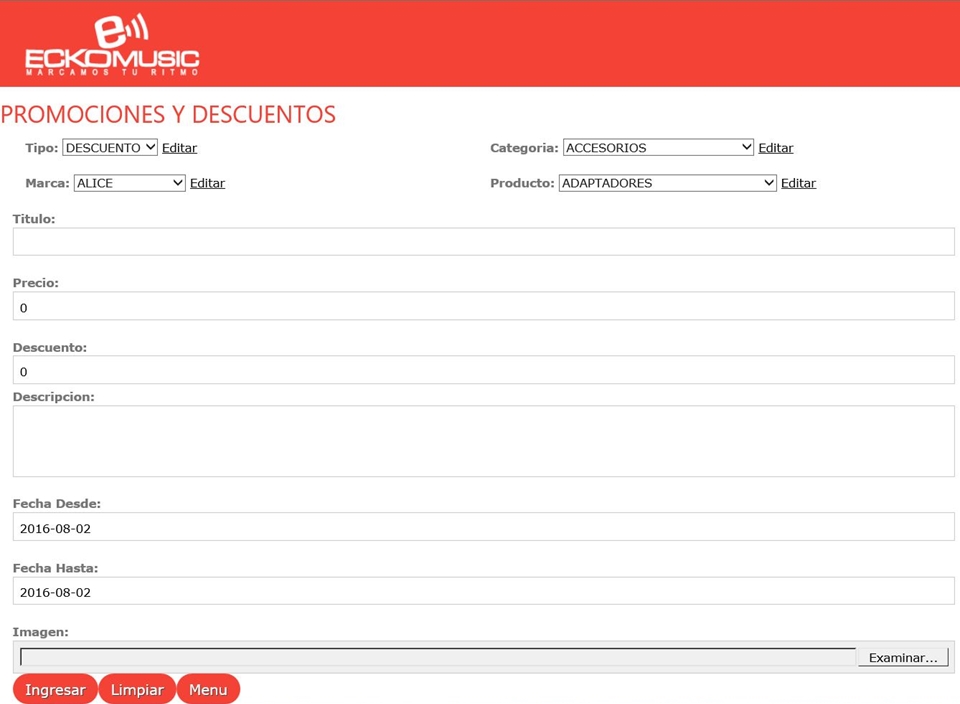 e
ECKOMUSIC
MARCAMOS TU RITMO
PROMOCIONES Y DESCUENTOS
Tipo: DESCUENTO Editar Categoria: ACCESORIOS Editar
Marca: ALICE Editar Producto: ADAPTADORES Editar
Titulo:
Precio:
0
Descuento:
0
Descripcion:
Fecha Desde:
2016-08-02
Fecha Hasta:
2016-08-02
Imagen:
Examinar...
Ingresar Limpiar Menu